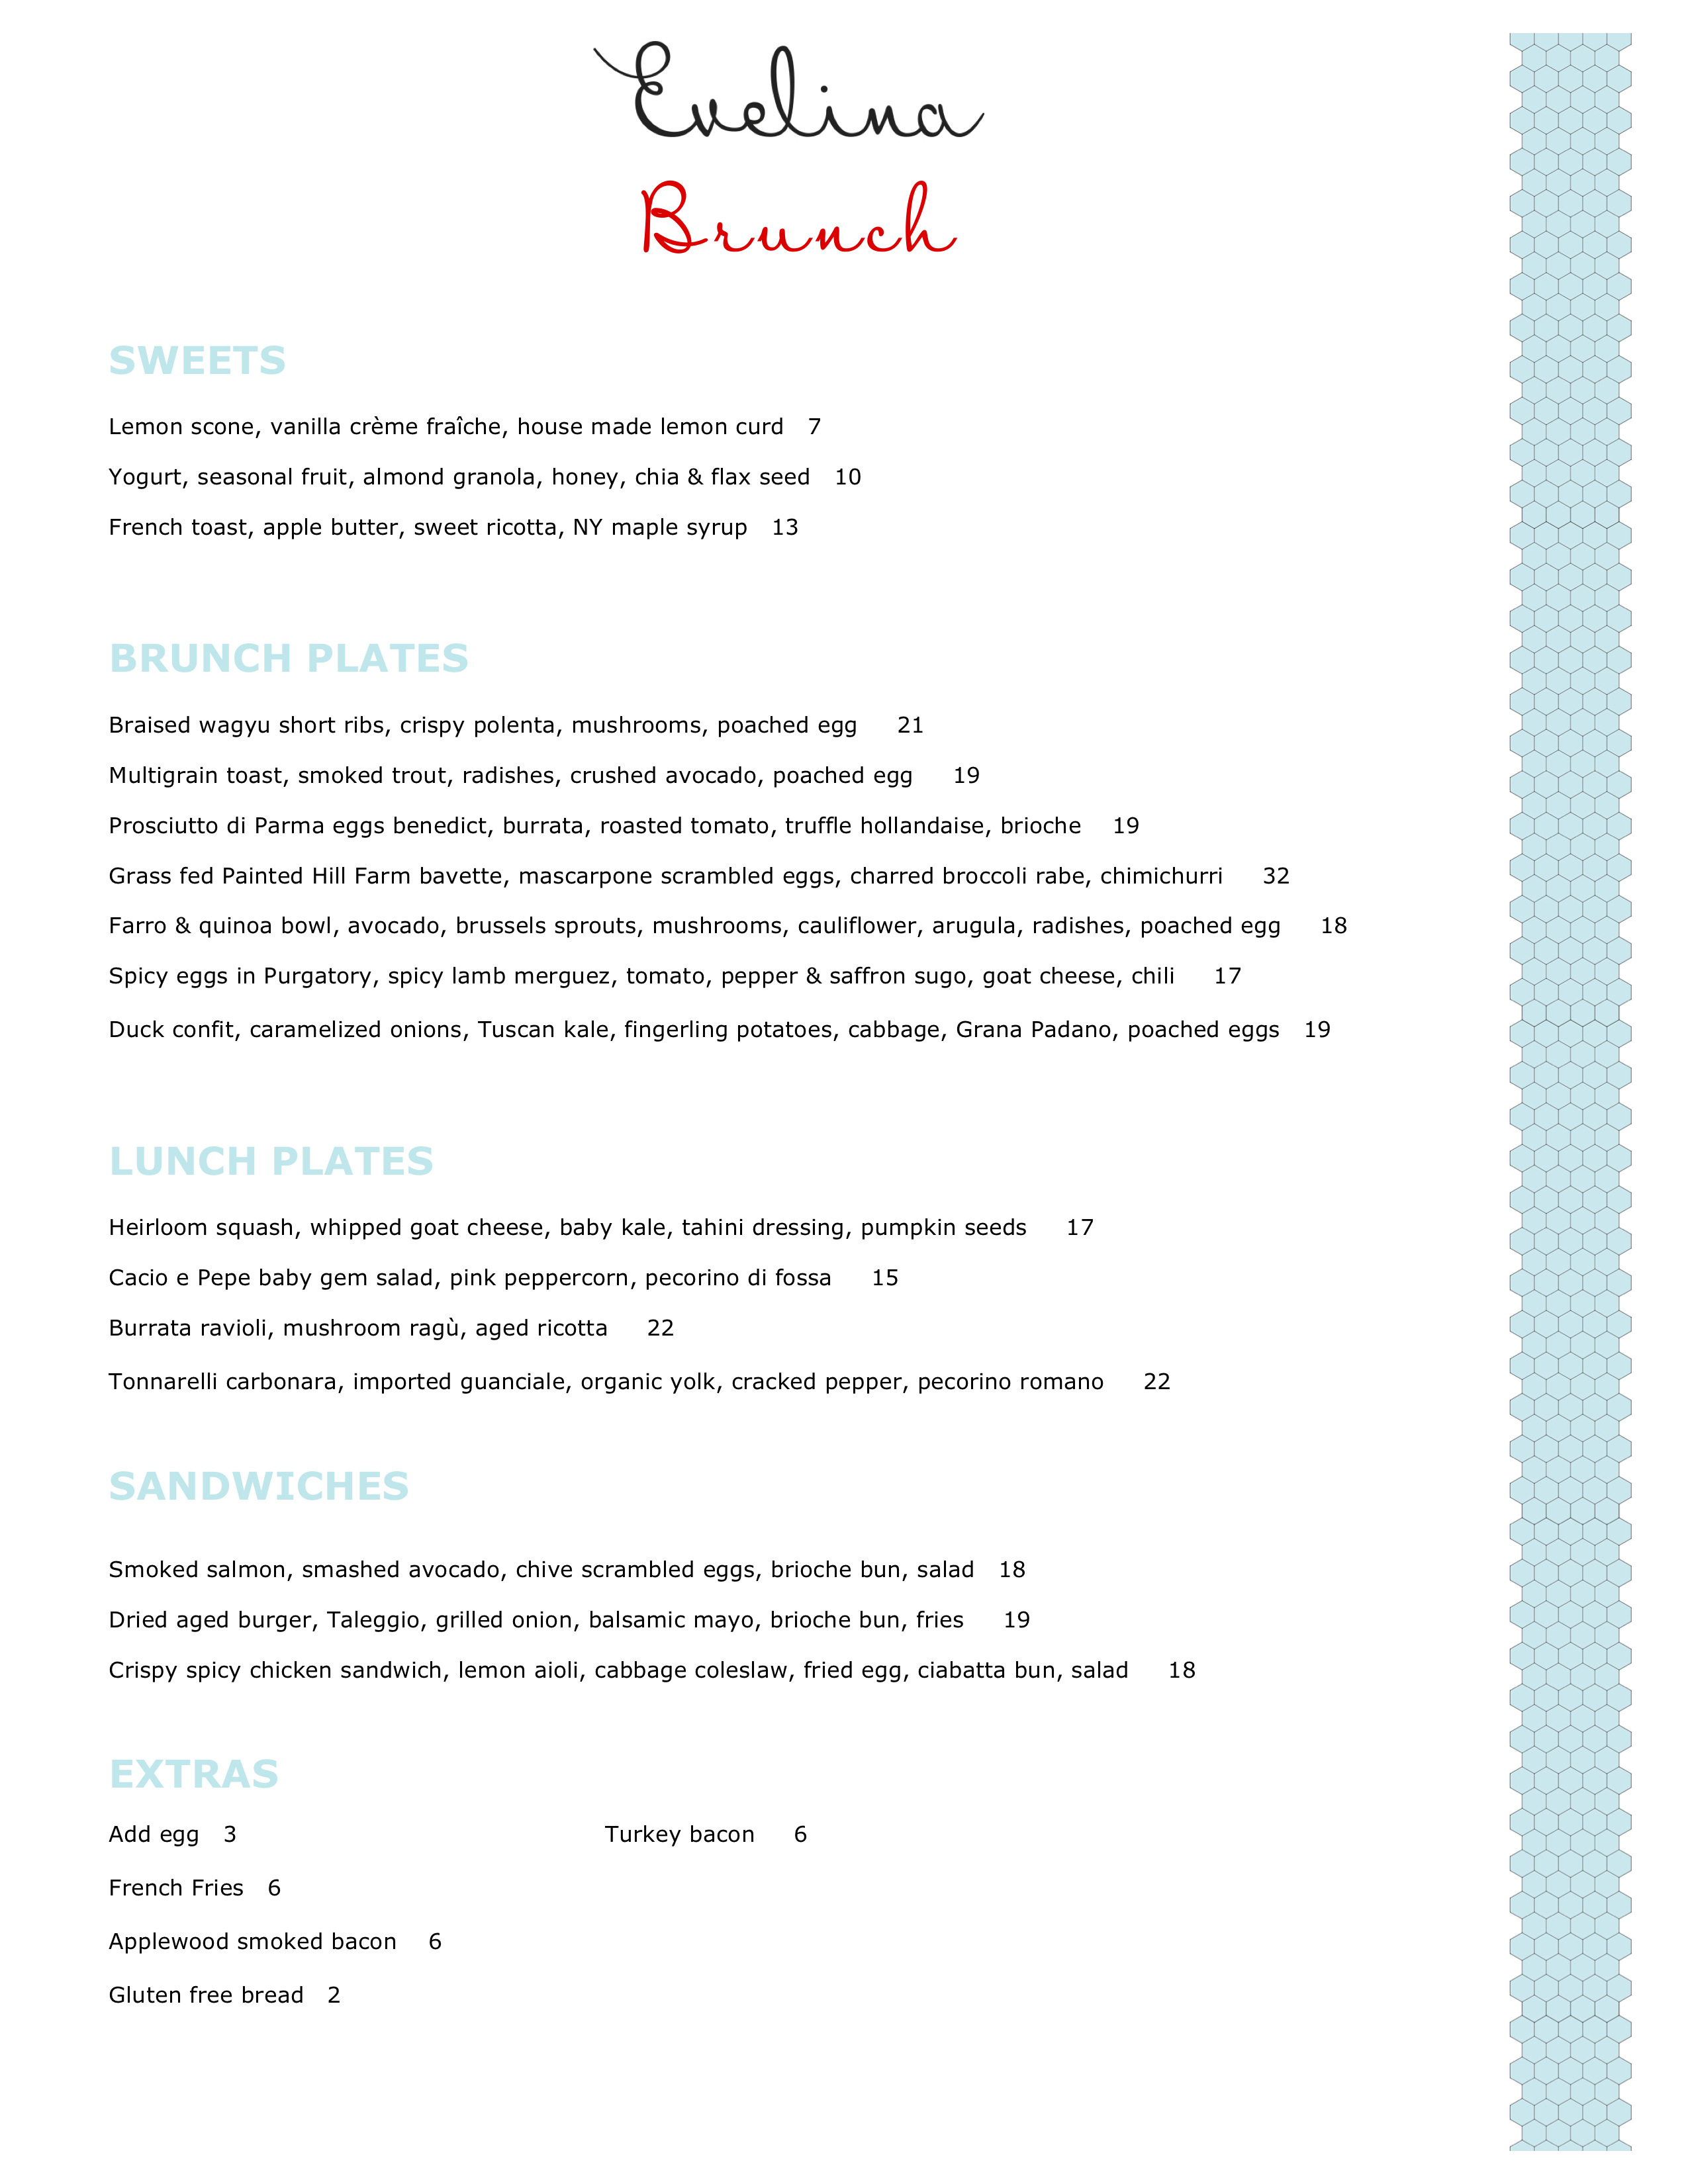 Evelina
Brunch
SWEETS
Lemon scone, vanilla crème fraîche, house made lemon curd 7
Yogurt, seasonal fruit, almond granola, honey, chia & flax seed 10
French toast, apple butter, sweet ricotta, NY maple syrup 13
BRUNCH PLATES
Braised wagyu short ribs, crispy polenta, mushrooms, poached egg 21
Multigrain toast, smoked trout, radishes, crushed avocado, poached egg 19
Prosciutto di Parma eggs benedict, burrata, roasted tomato, truffle hollandaise, brioche 19
Grass fed Painted Hill Farm bavette, mascarpone scrambled eggs, charred broccoli rabe, chimichurri 32
Farro & quinoa bowl, avocado, brussels sprouts, mushrooms, cauliflower, arugula, radishes, poached egg 18
Spicy eggs in Purgatory, spicy lamb merguez, tomato, pepper & saffron sugo, goat cheese, chili 17
Duck confit, caramelized onions, Tuscan kale, fingerling potatoes, cabbage, Grana Padano, poached eggs 19
LUNCH PLATES
Heirloom squash, whipped goat cheese, baby kale, tahini dressing, pumpkin seeds 17
Cacio e Pepe baby gem salad, pink peppercorn, pecorino di fossa 15
Burrata ravioli, mushroom ragù, aged ricotta 22
Tonnarelli carbonara, imported guanciale, organic yolk, cracked pepper, pecorino romano 22
SANDWICHES
Smoked salmon, smashed avocado, chive scrambled eggs, brioche bun, salad 18
Dried aged burger, Taleggio, grilled onion, balsamic mayo, brioche bun, fries 19
Crispy spicy chicken sandwich, lemon aioli, cabbage coleslaw, fried egg, ciabatta bun, salad 18
EXTRAS
Add egg 3 Turkey bacon 6
French Fries 6
Applewood smoked bacon 6
Gluten free bread 2